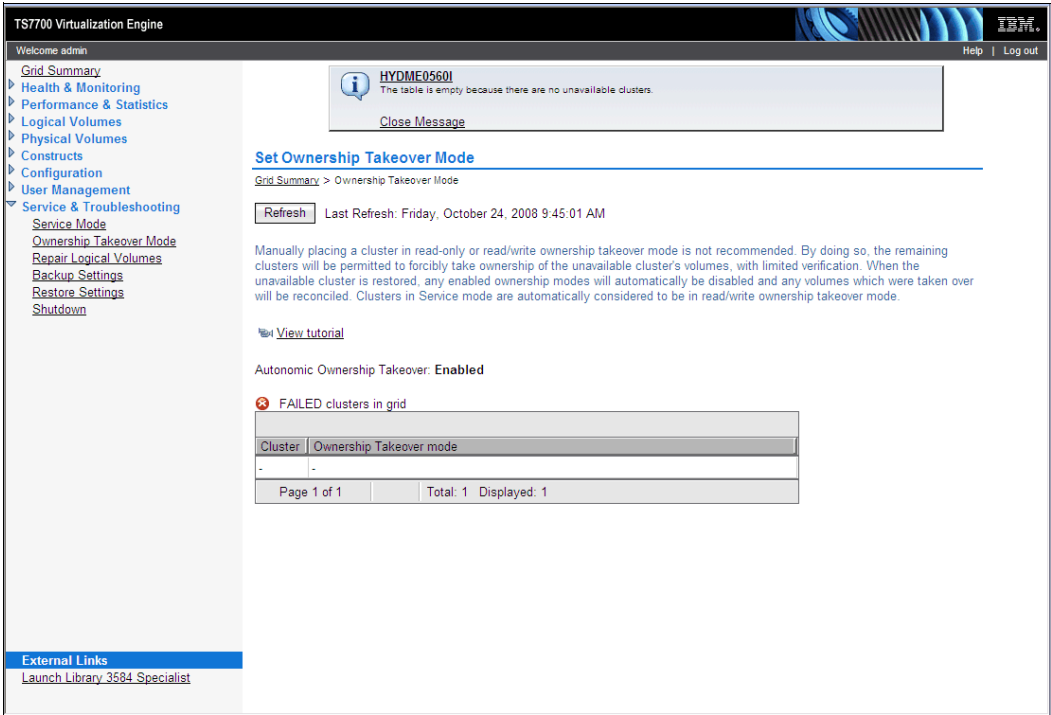 TS7700 Virtualization Engine
IBM.
Welcome admin
Help | Log out
Grid Summary
Health & Monitoring
Performance & Statistics
Logical Volumes
Physical Volumes
Constructs
Configuration
User Management
Service & Troubleshooting
Service Mode
Ownership Takeover Mode
Repair Logical Volumes
Backup Settings
Restore Settings
Shutdown
External Links
Launch Library 3584 Specialist
HYDME0560I
The table is empty because there are no unavailable clusters.
Close Message
Set Ownership Takeover Mode
Grid Summary > Ownership Takeover Mode
Refresh Last Refresh: Friday, October 24, 2008 9:45:01 AM
Manually placing a cluster in read-only or read/write ownership takeover mode is not recommended. By doing so, the remaining
clusters will be permitted to forcibly take ownership of the unavailable cluster's volumes, with limited verification. When the
unavailable cluster is restored, any enabled ownership modes will automatically be disabled and any volumes which were taken over
will be reconciled. Clusters in Service mode are automatically considered to be in read/write ownership takeover mode.
View tutorial
Autonomic Ownership Takeover: Enabled
FAILED clusters in grid
Cluster Ownership Takeover mode
- -
Page 1 of 1 Total: 1 Displayed: 1